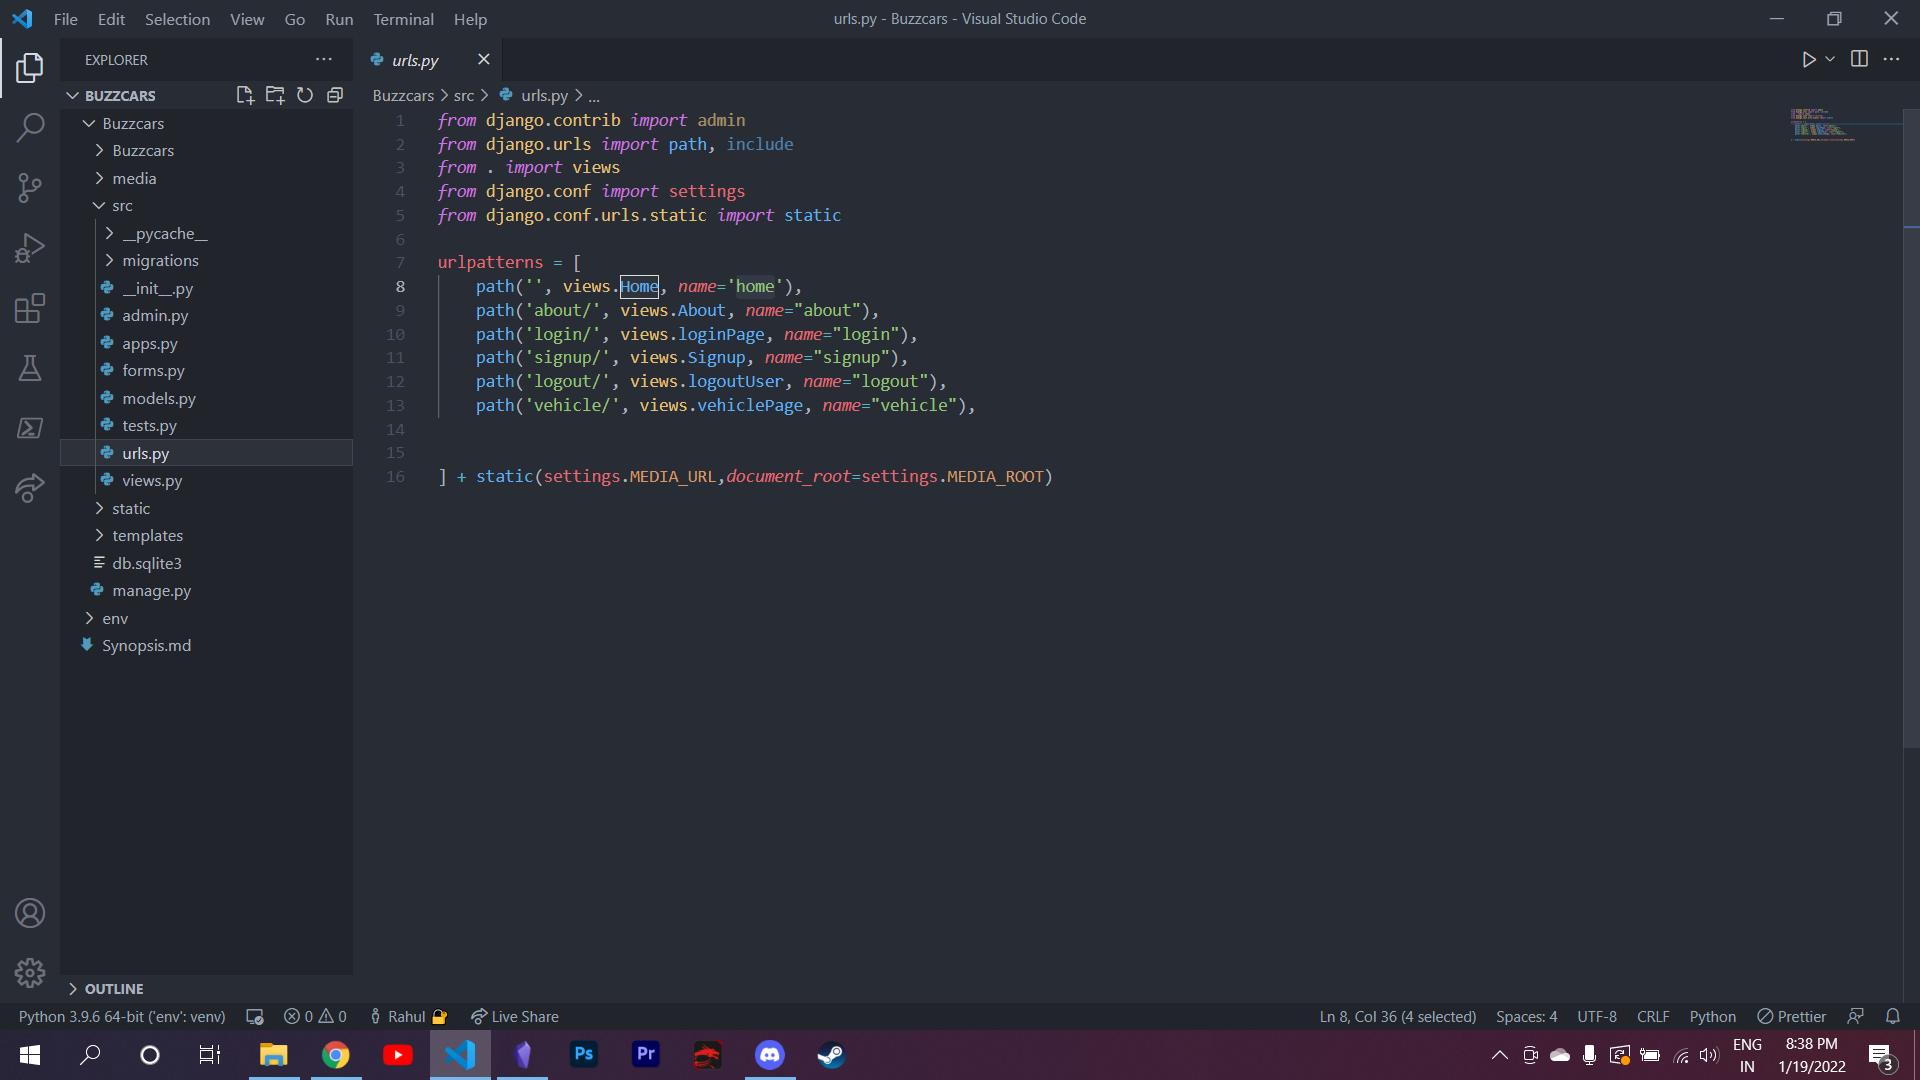 File Edit Selection View Go Run Terminal Help
urls.py - Buzzcars - Visual Studio Code
EXPLORER
BUZZCARS
Buzzcars
Buzzcars
media
src
__pycache__
migrations
__init__.py
admin.py
apps.py
forms.py
models.py
tests.py
urls.py
views.py
static
templates
db.sqlite3
manage.py
env
Synopsis.md
OUTLINE
urls.py
Buzzcars > src > urls.py > ...
1 from django.contrib import admin
2 from django.urls import path, include
3 from . import views
4 from django.conf import settings
5 from django.conf.urls.static import static
6
7 urlpatterns = [
8     path('', views.Home, name='home'),
9     path('about/', views.About, name="about"),
10     path('login/', views.loginPage, name="login"),
11     path('signup/', views.Signup, name="signup"),
12     path('logout/', views.logoutUser, name="logout"),
13     path('vehicle/', views.vehiclePage, name="vehicle"),
14
15
16 ] + static(settings.MEDIA_URL,document_root=settings.MEDIA_ROOT)
Python 3.9.6 64-bit ('env': venv) 0 0 Rahul Live Share
Ln 8, Col 36 (4 selected) Spaces: 4 UTF-8 CRLF Python Prettier
Ps
Pr
ENG
IN
8:38 PM
1/19/2022
3